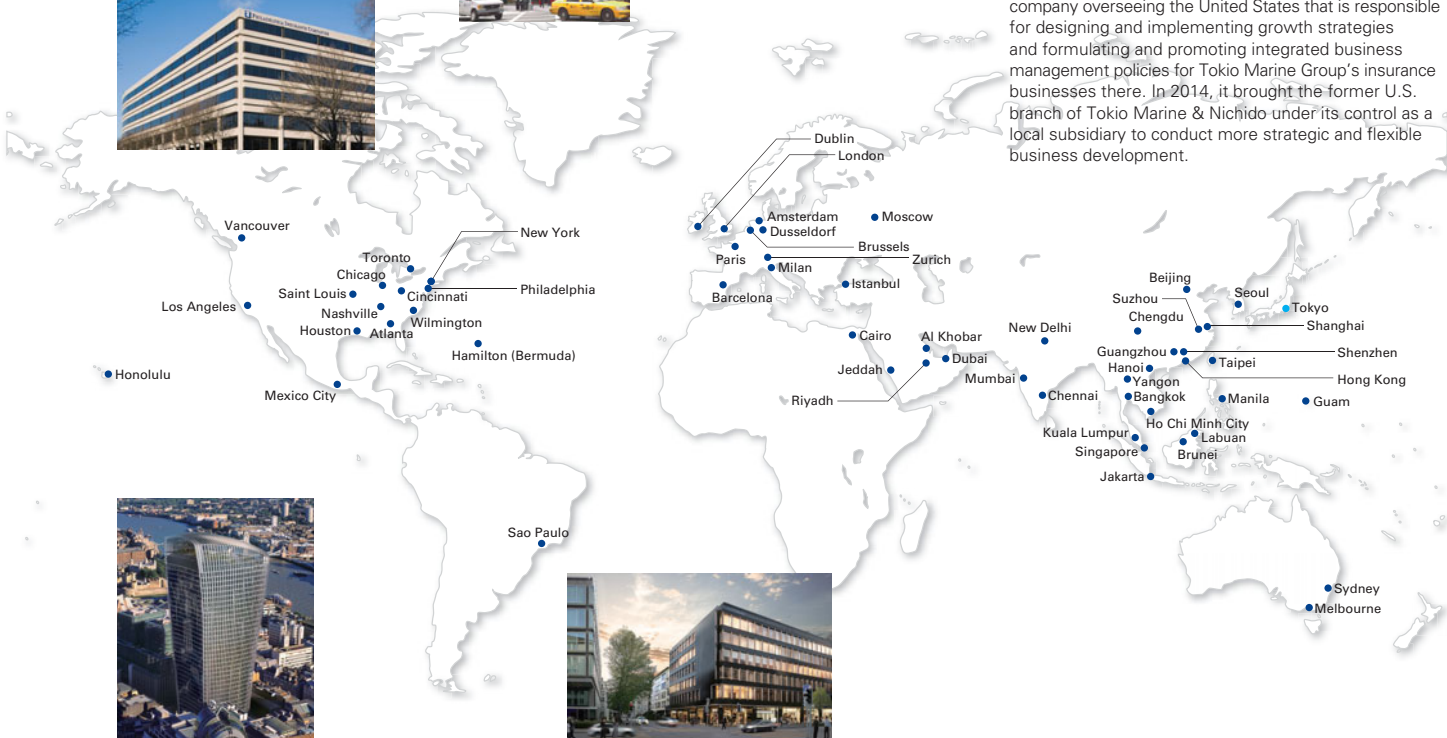 company overseeing the United States that is responsible
for designing and implementing growth strategies
and formulating and promoting integrated business
management policies for Tokio Marine Group's insurance
businesses there. In 2014, it brought the former U.S.
branch of Tokio Marine & Nichido under its control as a
local subsidiary to conduct more strategic and flexible
business development.
Dublin
London
Amsterdam
Moscow
Dusseldorf
Brussels
Paris
Zurich
Milan
Istanbul
Barcelona
Vancouver
New York
Toronto
Chicago
Saint Louis
Cincinnati
Philadelphia
Los Angeles
Nashville
Wilmington
Houston
Atlanta
Hamilton (Bermuda)
Honolulu
Mexico City
Sao Paulo
Cairo
Al Khobar
Dubai
Jeddah
Riyadh
New Delhi
Mumbai
Chennai
Beijing
Seoul
Suzhou
Tokyo
Chengdu
Shanghai
Guangzhou
Shenzhen
Hanoi
Taipei
Hong Kong
Yangon
Bangkok
Manila
Guam
Ho Chi Minh City
Kuala Lumpur
Labuan
Singapore
Brunei
Jakarta
Sydney
Melbourne